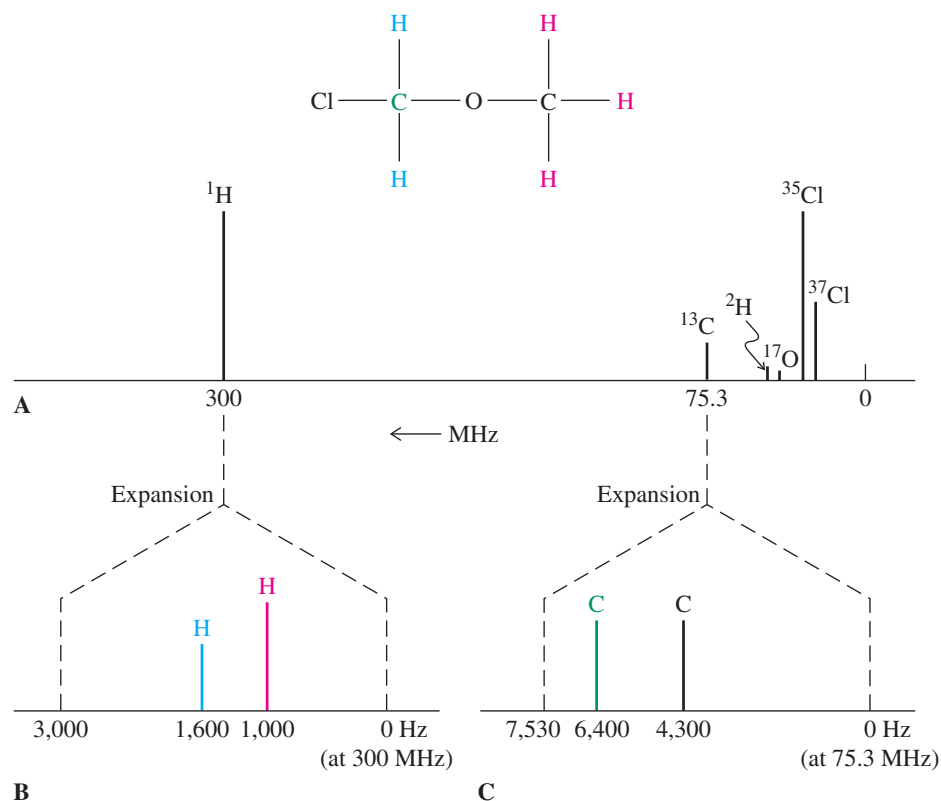 H H
Cl C O C H
H H
¹H ³⁵Cl
³⁷Cl
²H
¹³C
¹⁷O
A 300 75.3 0
← MHz
Expansion Expansion
H
H C C
3,000 1,600 1,000 0 Hz 7,530 6,400 4,300 0 Hz
(at 300 MHz) (at 75.3 MHz)
B C